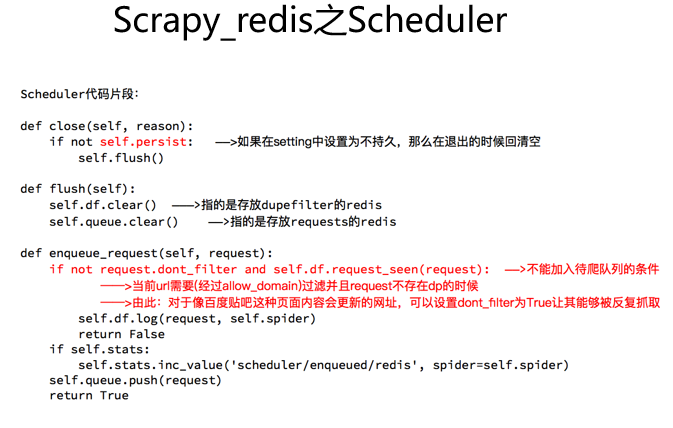 Scrapy_redis之Scheduler
Scheduler代码片段：
def close(self, reason):
if not self.persist: ——>如果在setting中设置为不持久，那么在退出的时候回清空
self.flush()
def flush(self):
self.df.clear() ———>指的是存放dupefilter的redis
self.queue.clear() ——>指的是存放requests的redis
def enqueue_request(self, request):
if not request.dont_filter and self.df.request_seen(request): ——>不能加入待爬队列的条件
———>当前url需要(经过allow_domain)过滤并且request不存在dp的时候
———>由此：对于像百度贴吧这种页面内容会更新的网址，可以设置dont_filter为True让其能够被反复抓取
self.df.log(request, self.spider)
return False
if self.stats:
self.stats.inc_value('scheduler/enqueued/redis', spider=self.spider)
self.queue.push(request)
return True